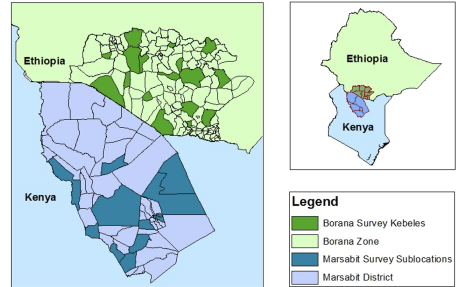 Ethiopia
Kenya
Ethiopia
Kenya
Legend
Borana Survey Kebeles
Borana Zone
Marsabit Survey Sublocations
Marsabit District